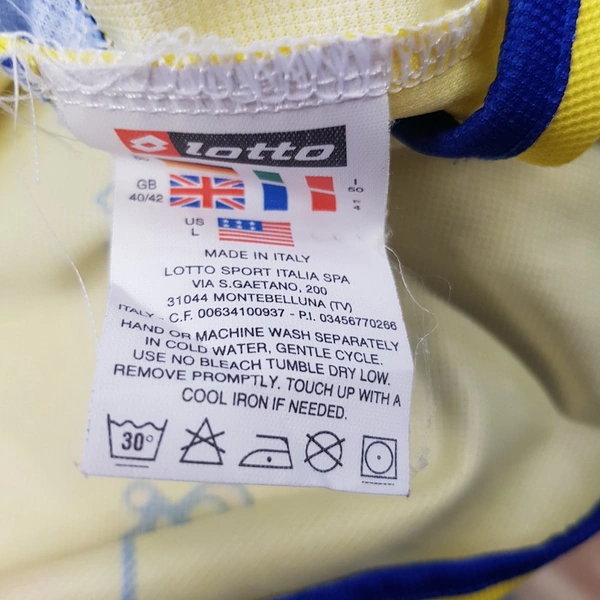 lotto
GB
40/42
I
50
US
L
MADE IN ITALY
LOTTO SPORT ITALIA SPA
VIA S.GAETANO, 200
31044 MONTEBELLUNA (TV)
ITALY - C.F. 00634100937 - P.I. 03456770266
HAND OR MACHINE WASH SEPARATELY
IN COLD WATER, GENTLE CYCLE.
USE NO BLEACH TUMBLE DRY LOW.
REMOVE PROMPTLY. TOUCH UP WITH A
COOL IRON IF NEEDED.
30°